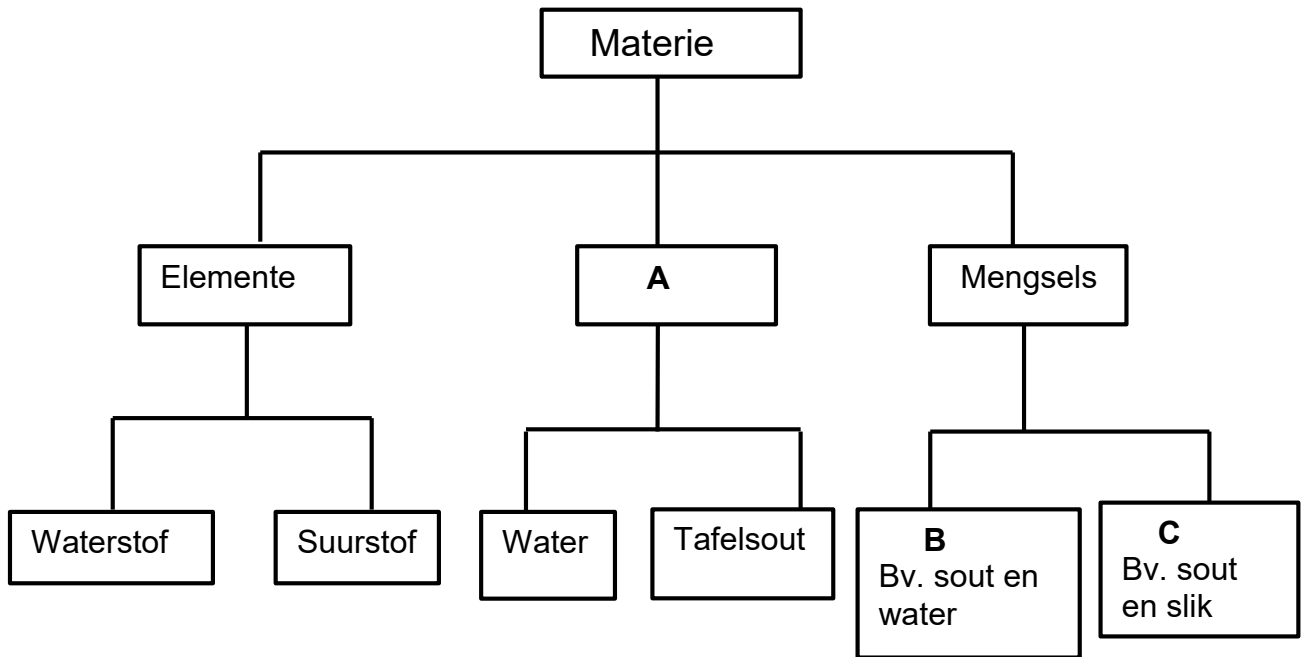 Materie
Elemente
A
Mengsels
Waterstof
Suurstof
Water
Tafelsout
B
Bv. sout en
water
C
Bv. sout
en slik